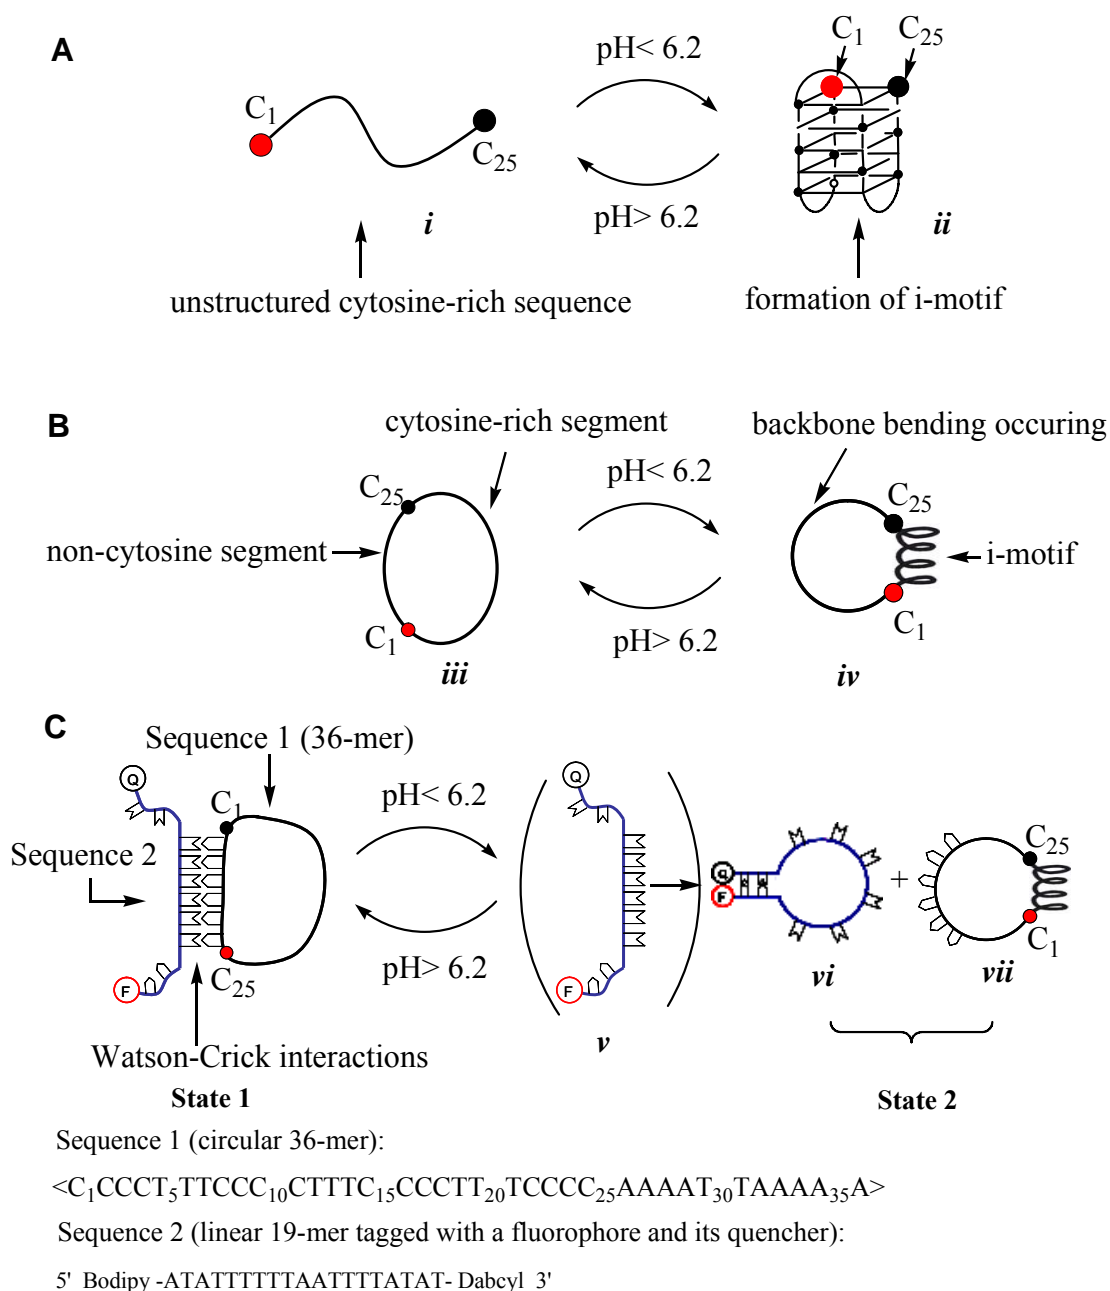 A
C1
C25
pH< 6.2
C1
C25
pH> 6.2
i
ii
unstructured cytosine-rich sequence
formation of i-motif
B
cytosine-rich segment
backbone bending occuring
C25
pH< 6.2
C25
non-cytosine segment
i-motif
C1
pH> 6.2
C1
iii
iv
C
Sequence 1 (36-mer)
Q
C1
pH< 6.2
Q
Sequence 2
C25
Q
F
+
pH> 6.2
C1
F
C25
F
vi
vii
v
Watson-Crick interactions
State 1
State 2
Sequence 1 (circular 36-mer):
<C1CCCT5TTCCC10CTTTC15CCCTT20TCCCC25AAAAT30TAAAA35A>
Sequence 2 (linear 19-mer tagged with a fluorophore and its quencher):
5' Bodipy -ATATTTTTTAATTTTATAT- Dabcyl 3'